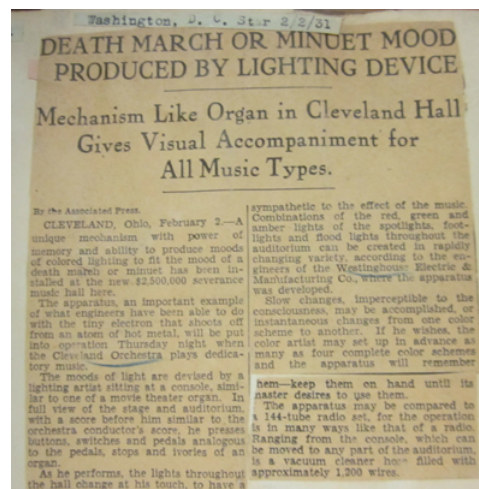 Washington, D. C. Star 2/2/31
DEATH MARCH OR MINUET MOOD
PRODUCED BY LIGHTING DEVICE
Mechanism Like Organ in Cleveland Hall
Gives Visual Accompaniment for
All Music Types.
By the Associated Press.
CLEVELAND, Ohio, February 2.—A
unique mechanism with power of
memory and ability to produce moods
of colored lighting to fit the mood of a
death march or minuet has been in-
stalled at the new $2,500,000 severance
music hall here.
The apparatus, an important example
of what engineers have been able to do
with the tiny electron that shoots off
from an atom of hot metal, will be put
into operation Thursday night when
the Cleveland Orchestra plays dedica-
tory music.
The moods of light are devised by a
lighting artist sitting at a console, simi-
lar to one of a movie theater organ. In
full view of the stage and auditorium,
with a score before him similar to the
orchestra conductor's score, he presses
buttons, switches and pedals analogous
to the pedals, stops and ivories of an
organ.
As he performs, the lights throughout
the hall change at his touch, to have a
sympathetic to the effect of the music.
Combinations of the red, green and
amber lights of the spotlights, foot-
lights and flood lights throughout the
auditorium can be created in rapidly
changing variety, according to the en-
gineers of the Westinghouse Electric &
Manufacturing Co., where the apparatus
was developed.
Slow changes, imperceptible to the
consciousness, may be accomplished, or
instantaneous changes from one color
scheme to another. If he wishes, the
color artist may set up in advance as
many as four complete color schemes
and the apparatus will remember
hem—keep them on hand until its
master desires to use them.
The apparatus may be compared to
a 144-tube radio set, for the operation
is in many ways like that of a radio.
Ranging from the console, which can
be moved to any part of the auditorium,
is a vacuum cleaner hose filled with
approximately 1,200 wires.